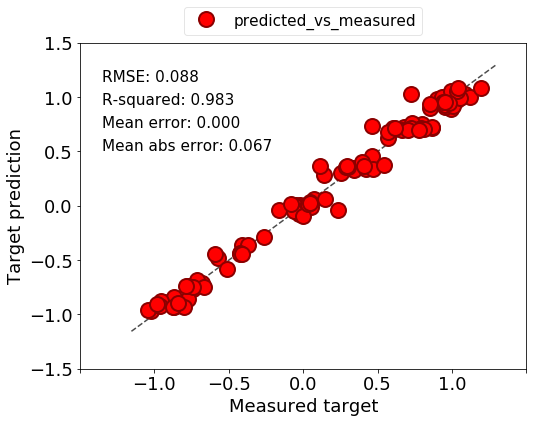 predicted_vs_measured
1.5
RMSE: 0.088
R-squared: 0.983
Mean error: 0.000
Mean abs error: 0.067
1.0
0.5
0.0
−0.5
−1.0
−1.5
Target prediction
−1.0 −0.5 0.0 0.5 1.0
Measured target